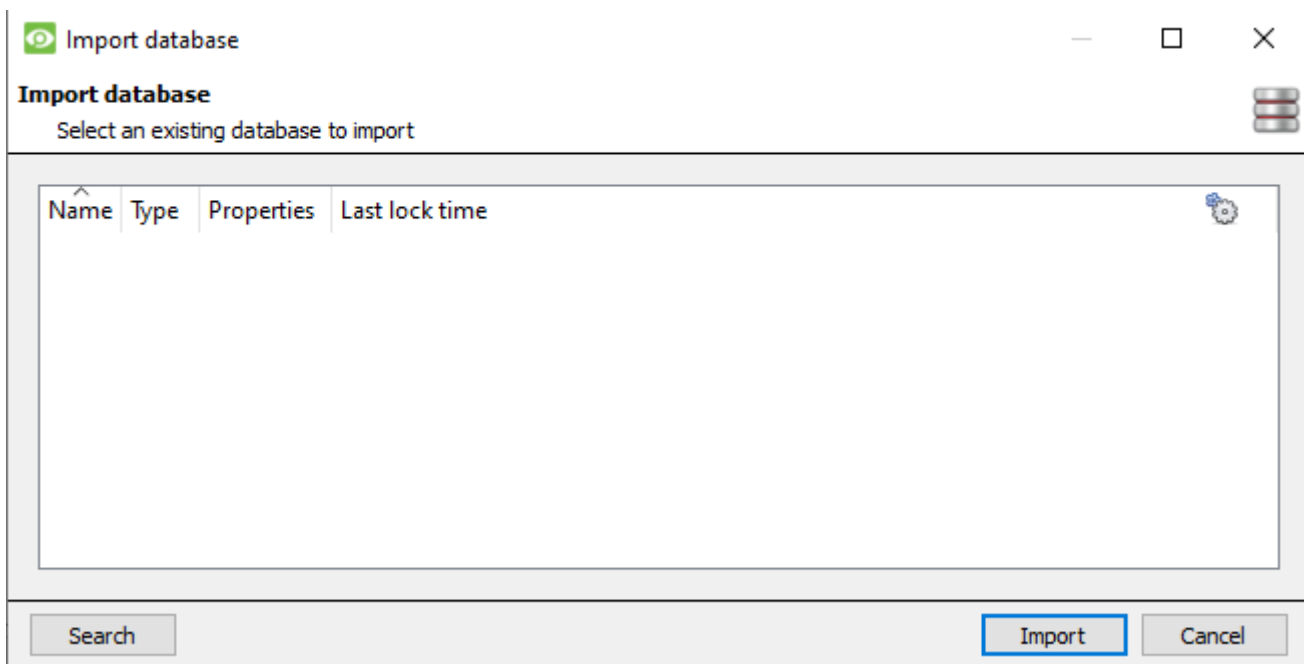 Import database
Import database
Select an existing database to import
Name Type Properties Last lock time
Search Import Cancel